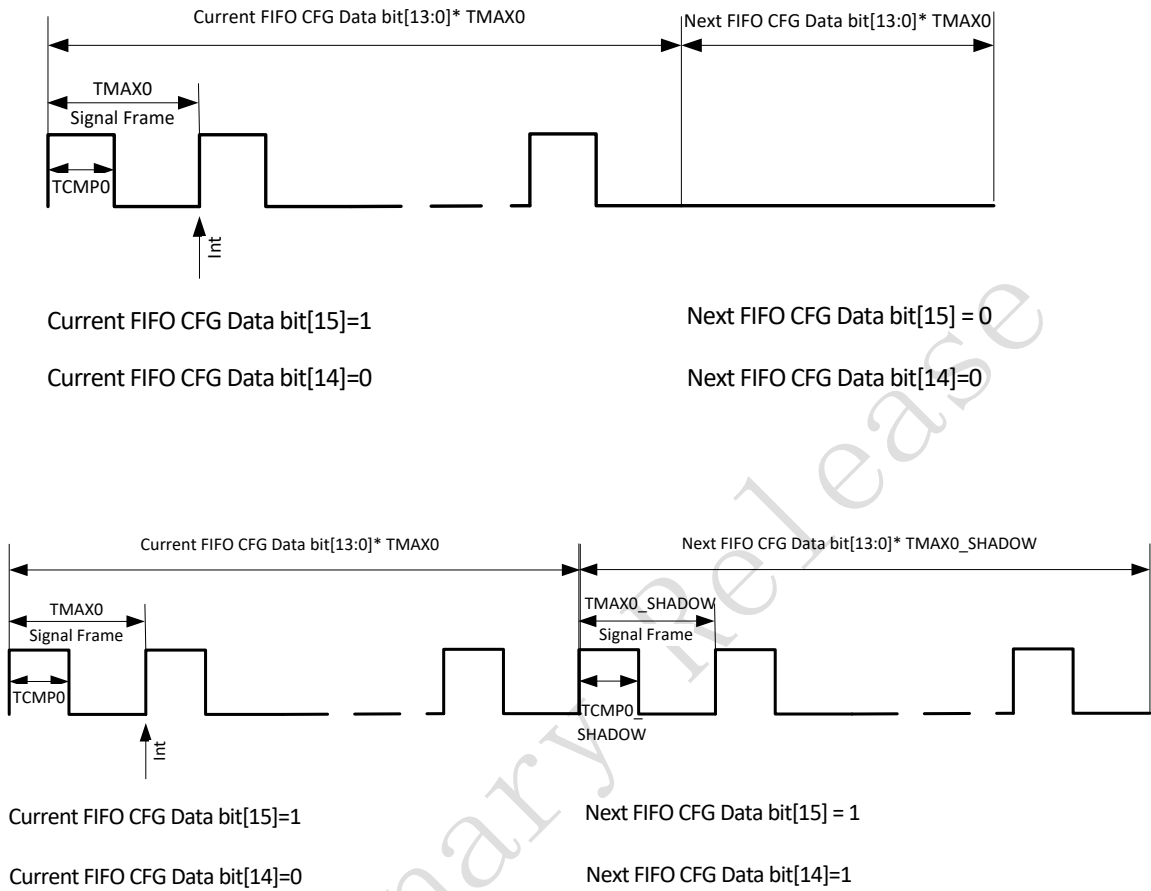 Current FIFO CFG Data bit[13:0]* TMAX0
Next FIFO CFG Data bit[13:0]* TMAX0
TMAX0
Signal Frame
TCMP0
Int
Current FIFO CFG Data bit[15]=1
Next FIFO CFG Data bit[15] = 0
Current FIFO CFG Data bit[14]=0
Next FIFO CFG Data bit[14]=0
Current FIFO CFG Data bit[13:0]* TMAX0
Next FIFO CFG Data bit[13:0]* TMAX0_SHADOW
TMAX0
Signal Frame
TMAX0_SHADOW
Signal Frame
TCMP0
TCMP0_
SHADOW
Int
Current FIFO CFG Data bit[15]=1
Next FIFO CFG Data bit[15] = 1
Current FIFO CFG Data bit[14]=0
Next FIFO CFG Data bit[14]=1
nary Release